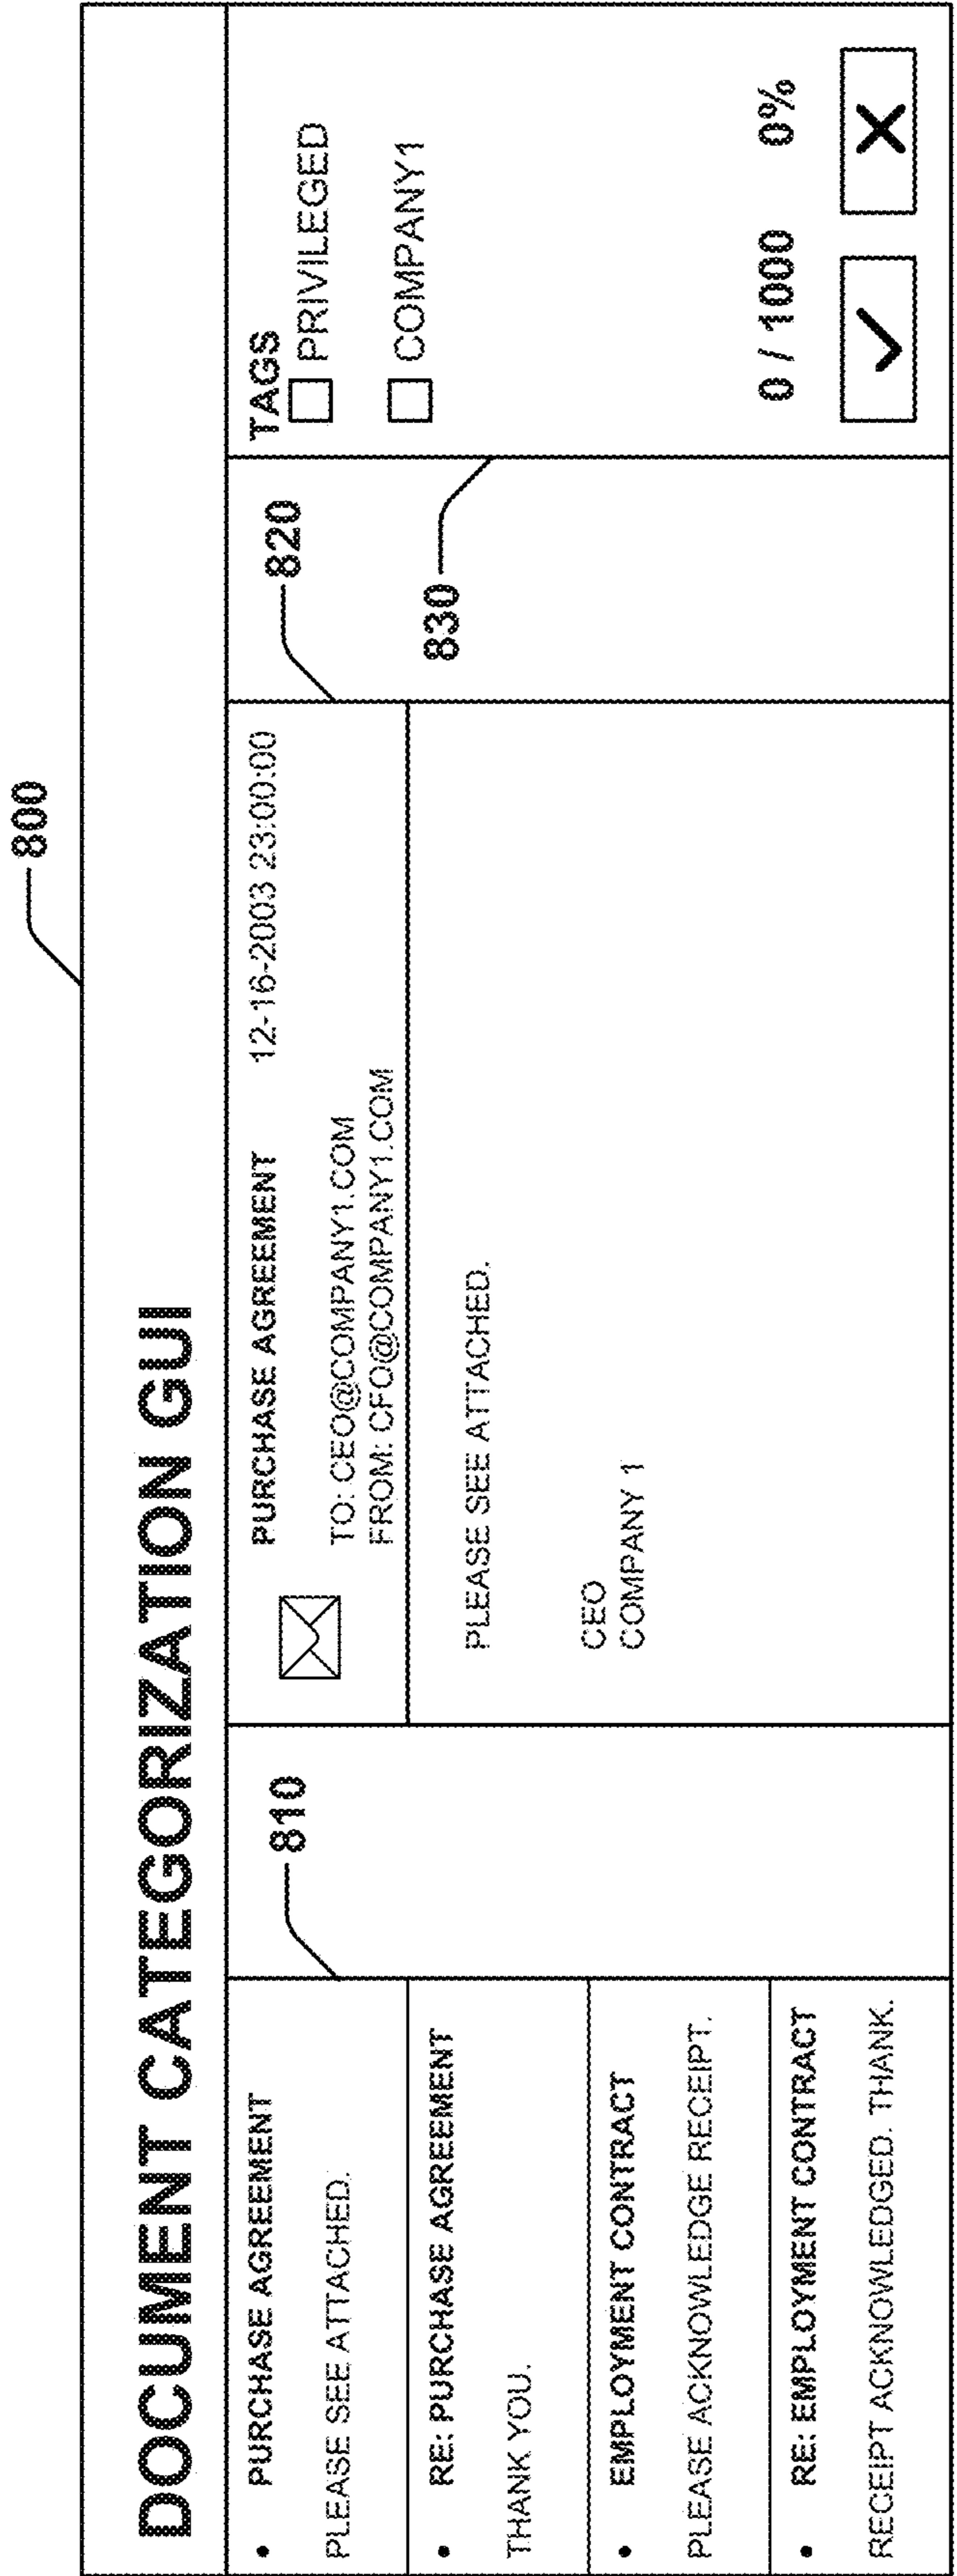 800
DOCUMENT CATEGORIZATION GUI
• PURCHASE AGREEMENT
PLEASE SEE ATTACHED.
• RE: PURCHASE AGREEMENT
THANK YOU.
• EMPLOYMENT CONTRACT
PLEASE ACKNOWLEDGE RECEIPT.
• RE: EMPLOYMENT CONTRACT
RECEIPT ACKNOWLEDGED. THANK.
810
PURCHASE AGREEMENT 12-16-2003 23:00:00
TO: CEO@COMPANY1.COM
FROM: CFO@COMPANY1.COM
PLEASE SEE ATTACHED.
CEO
COMPANY 1
820
830
TAGS
PRIVILEGED
COMPANY1
0 / 1000 0%